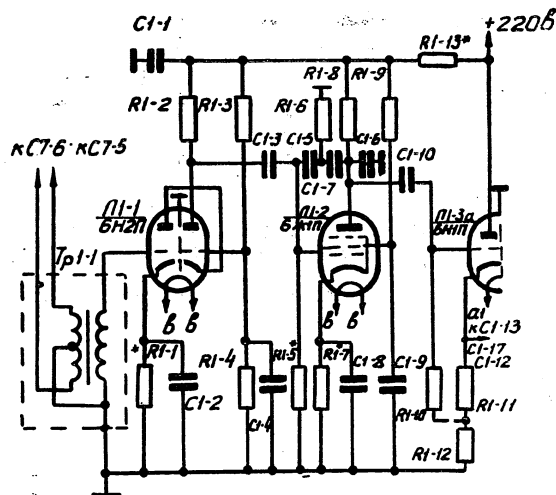 C1-1
+220В
R1-13*
R1-2
R1-3
R1-8
R1-9
R1-6
кС7-6
кС7-5
C1-3
C1-5
C1-6
C1-10
C1-7
Л1-1
6Н2П
Л1-2
Л1-3а
6Н1П
Тр1-1
в
в
в
в
а1
кС1-13
C1-17
C1-12
*R1-1
R1-4
R1-5*
R1*-7
C1-8
C1-9
C1-2
C1-4
R1-10
R1-11
R1-12